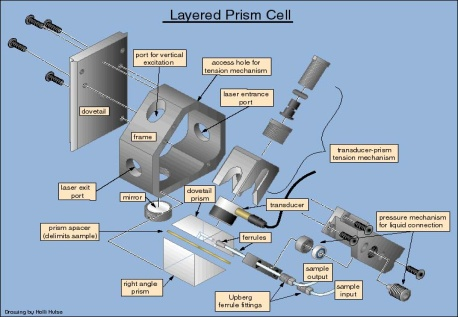 Layered Prism Cell
port for vertical
excitation
access hole for
tension mechanism
laser entrance
port
dovetail
frame
transducer-prism
tension mechanism
laser exit
port
mirror
dovetail
prism
transducer
pressure mechanism
for liquid connection
prism spacer
(delimits sample)
ferrules
right angle
prism
sample
output
sample
input
Upberg
ferrule fittings
Drawing by Holli Hulse